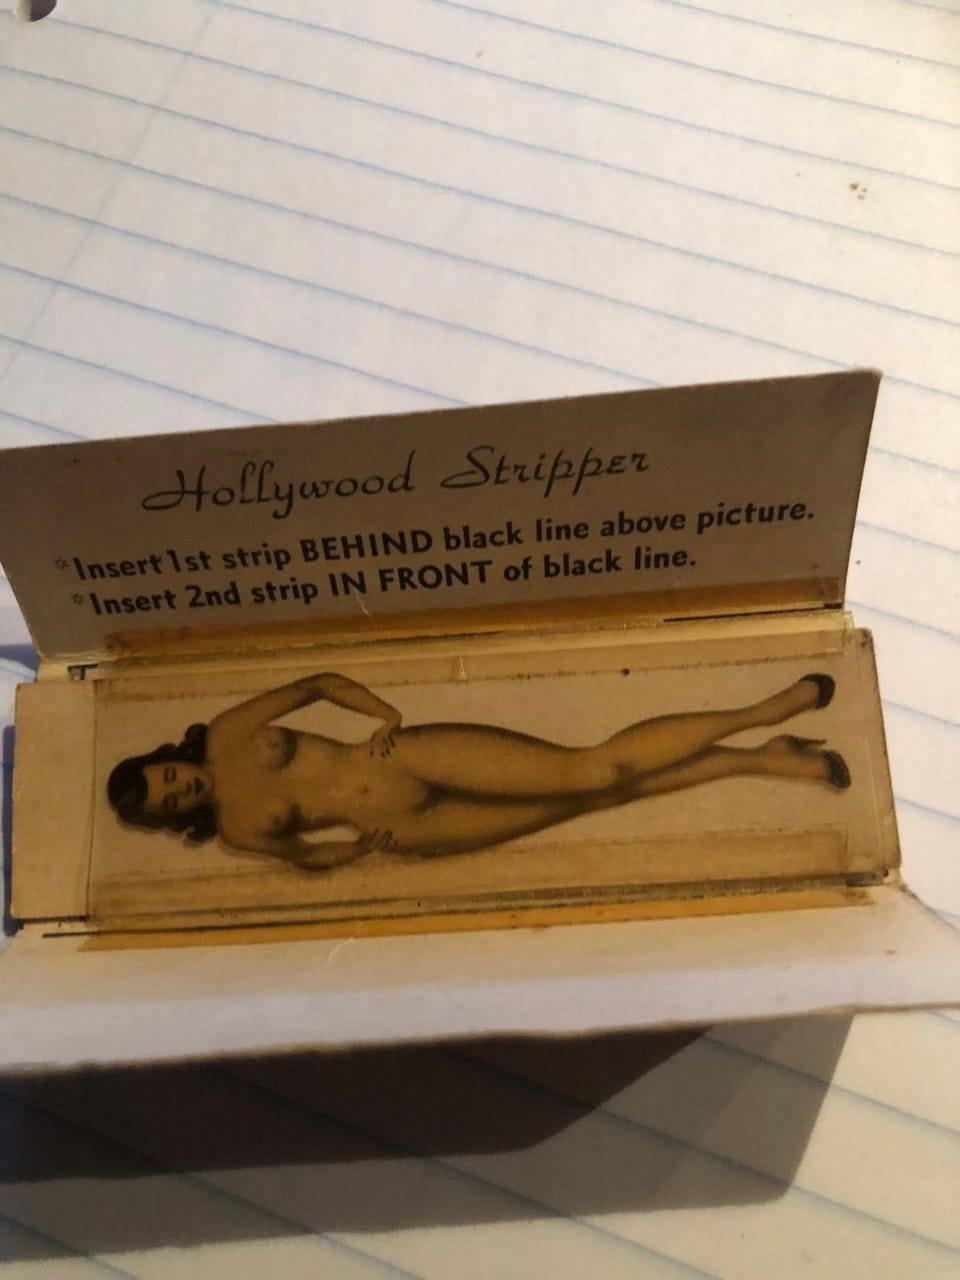 Hollywood Stripper
*Insert 1st strip BEHIND black line above picture.
*Insert 2nd strip IN FRONT of black line.